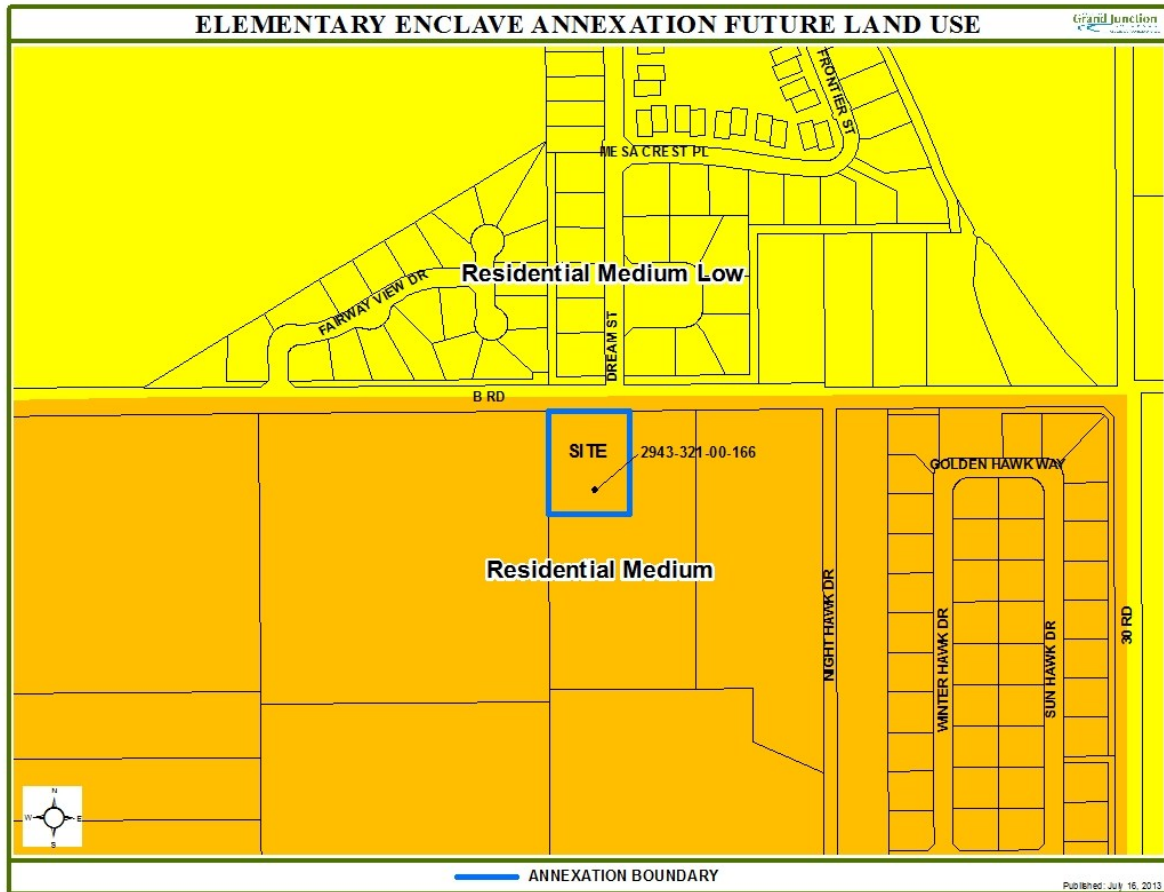 ELEMENTARY ENCLAVE ANNEXATION FUTURE LAND USE
Grand Junction
FRONTIER ST
MESA CREST PL
Residential Medium Low
FAIRWAY VIEW DR
DREAM ST
B RD
SITE
2943-321-00-166
GOLDEN HAWK WAY
Residential Medium
NIGHT HAWK DR
WINTER HAWK DR
SUN HAWK DR
30 RD
N
W E
S
ANNEXATION BOUNDARY
Published: July 16, 2013